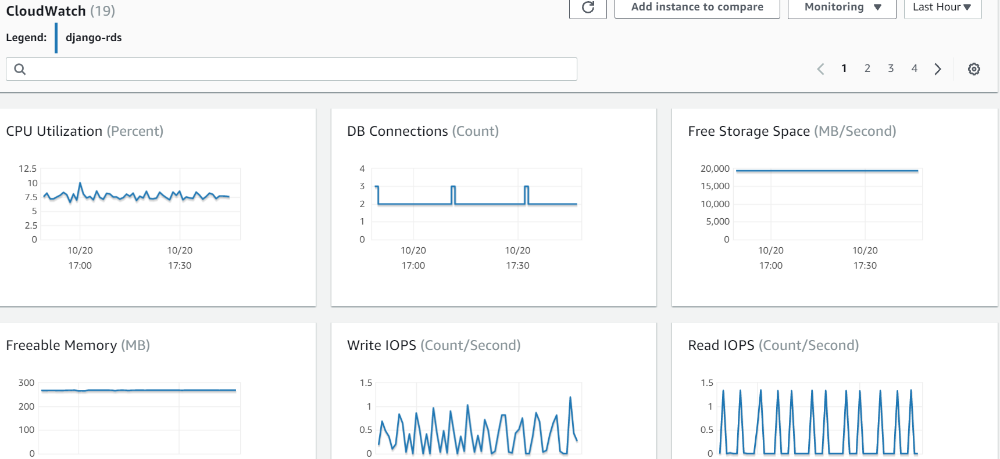 CloudWatch (19)
Add instance to compare
Monitoring
Last Hour
Legend: django-rds
1 2 3 4
CPU Utilization (Percent)
12.5
10
7.5
5
2.5
0
10/20 10/20
17:00 17:30
DB Connections (Count)
4
3
2
1
0
10/20 10/20
17:00 17:30
Free Storage Space (MB/Second)
20,000
15,000
10,000
5,000
0
10/20 10/20
17:00 17:30
Freeable Memory (MB)
300
200
100
0
Write IOPS (Count/Second)
1.5
1
0.5
0
Read IOPS (Count/Second)
1.5
1
0.5
0